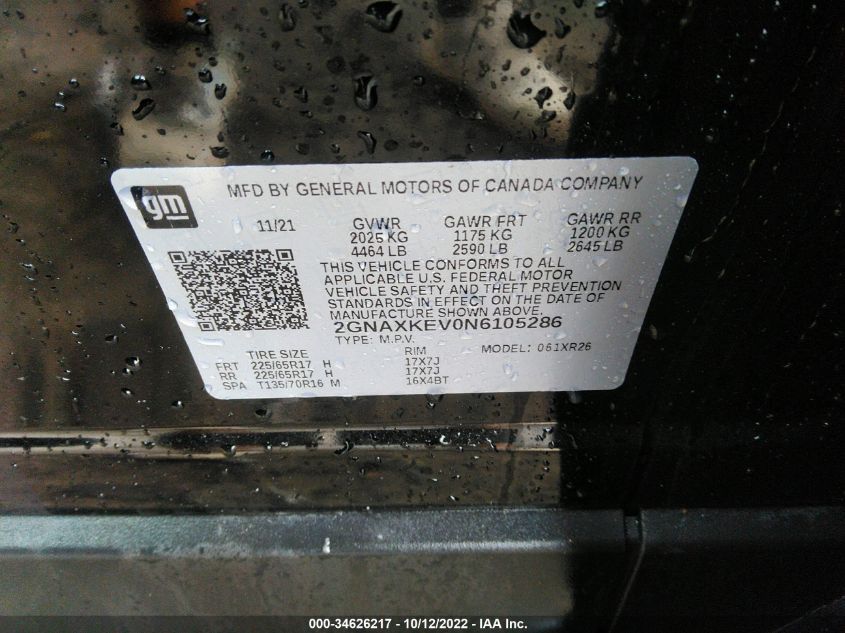 gm
MFD BY GENERAL MOTORS OF CANADA COMPANY
11/21 GVWR GAWR FRT GAWR RR
2025 KG 1175 KG 1200 KG
4464 LB 2590 LB 2645 LB
THIS VEHICLE CONFORMS TO ALL
APPLICABLE U.S. FEDERAL MOTOR
VEHICLE SAFETY AND THEFT PREVENTION
STANDARDS IN EFFECT ON THE DATE OF
MANUFACTURE SHOWN ABOVE.
2GNAXKEV0N6105286
TYPE: M.P.V. MODEL: 061XR26
TIRE SIZE RIM
FRT 225/65R17 H 17X7J
RR 225/65R17 H 17X7J
SPA T135/70R16 M 16X4BT
000-34626217 - 10/12/2022 - IAA Inc.